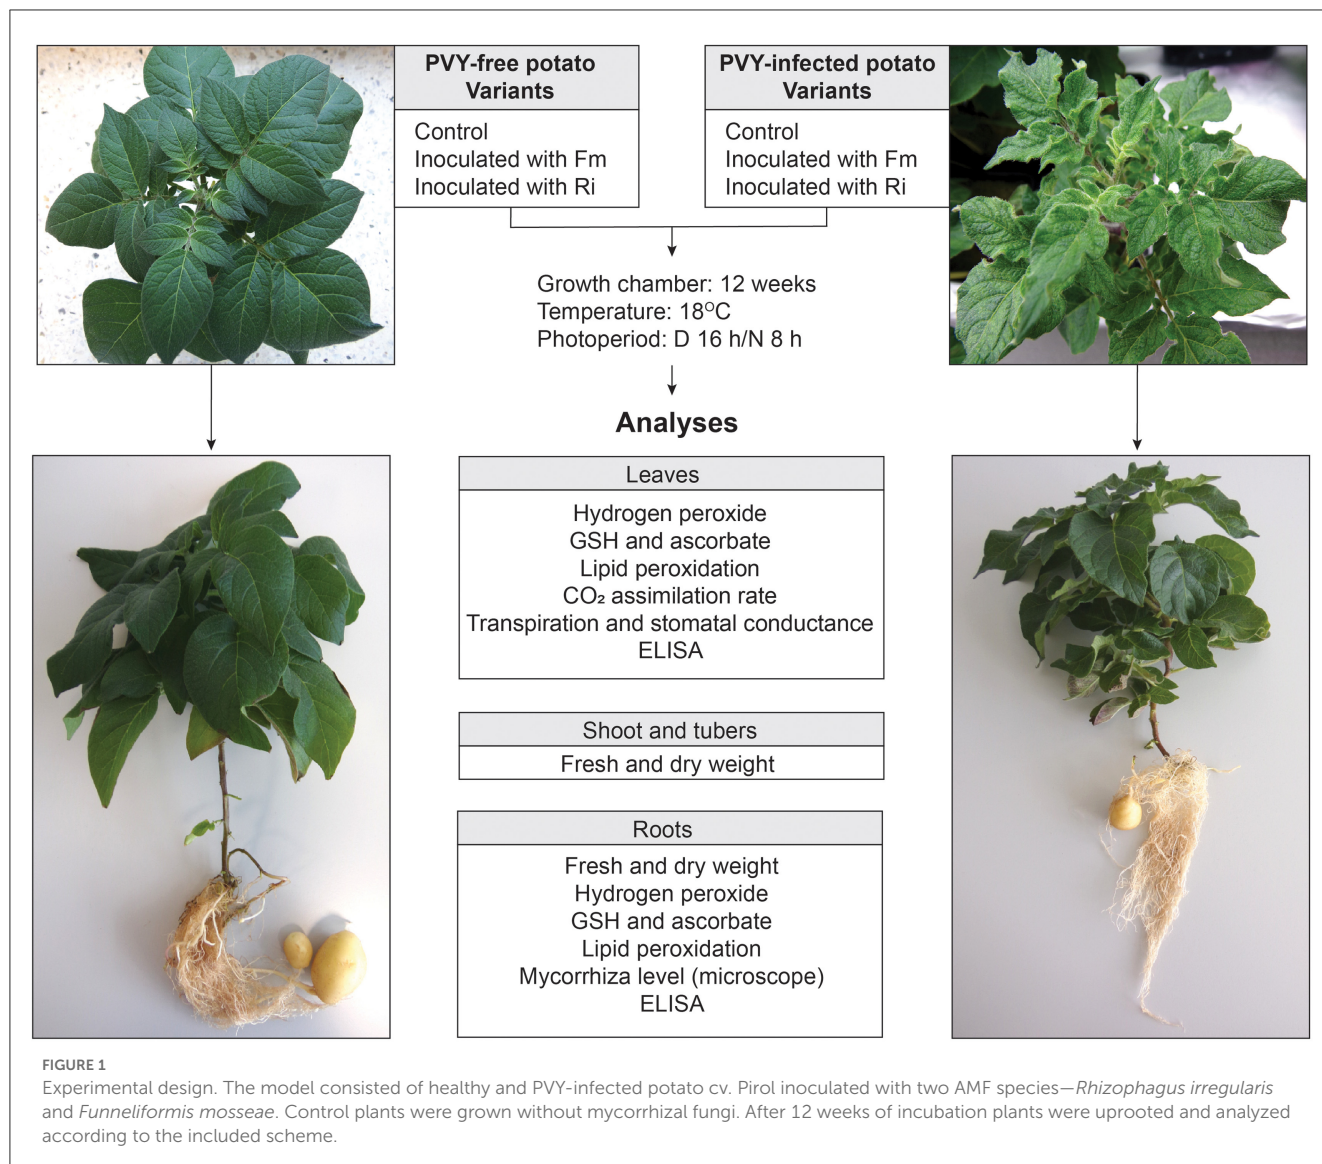 PVY-free potato
Variants
Control
Inoculated with Fm
Inoculated with Ri
PVY-infected potato
Variants
Control
Inoculated with Fm
Inoculated with Ri
Growth chamber: 12 weeks
Temperature: 18°C
Photoperiod: D 16 h/N 8 h
Analyses
Leaves
Hydrogen peroxide
GSH and ascorbate
Lipid peroxidation
CO₂ assimilation rate
Transpiration and stomatal conductance
ELISA
Shoot and tubers
Fresh and dry weight
Roots
Fresh and dry weight
Hydrogen peroxide
GSH and ascorbate
Lipid peroxidation
Mycorrhiza level (microscope)
ELISA
FIGURE 1
Experimental design. The model consisted of healthy and PVY-infected potato cv. Pirol inoculated with two AMF species—Rhizophagus irregularis
and Funneliformis mosseae. Control plants were grown without mycorrhizal fungi. After 12 weeks of incubation plants were uprooted and analyzed
according to the included scheme.